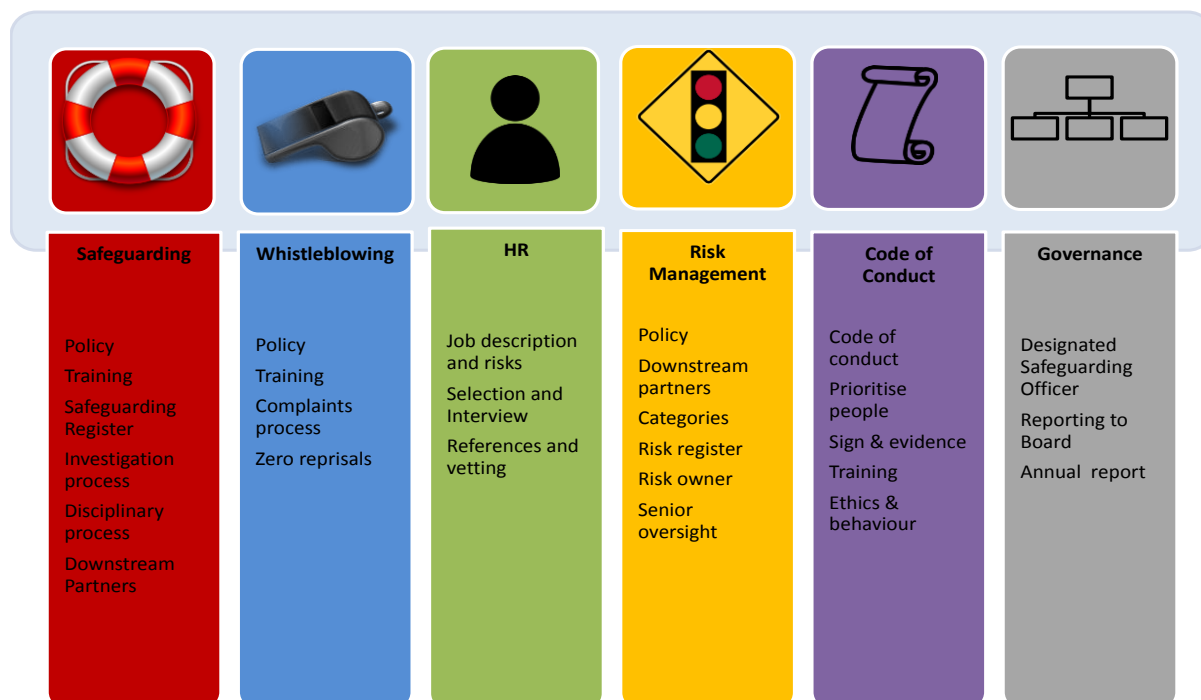 Safeguarding
Policy
Training
Safeguarding
Register
Investigation
process
Disciplinary
process
Downstream
Partners
Whistleblowing
Policy
Training
Complaints
process
Zero reprisals
HR
Job description
and risks
Selection and
Interview
References and
vetting
Risk
Management
Policy
Downstream
partners
Categories
Risk register
Risk owner
Senior
oversight
Code of
Conduct
Code of
conduct
Prioritise
people
Sign & evidence
Training
Ethics &
behaviour
Governance
Designated
Safeguarding
Officer
Reporting to
Board
Annual report